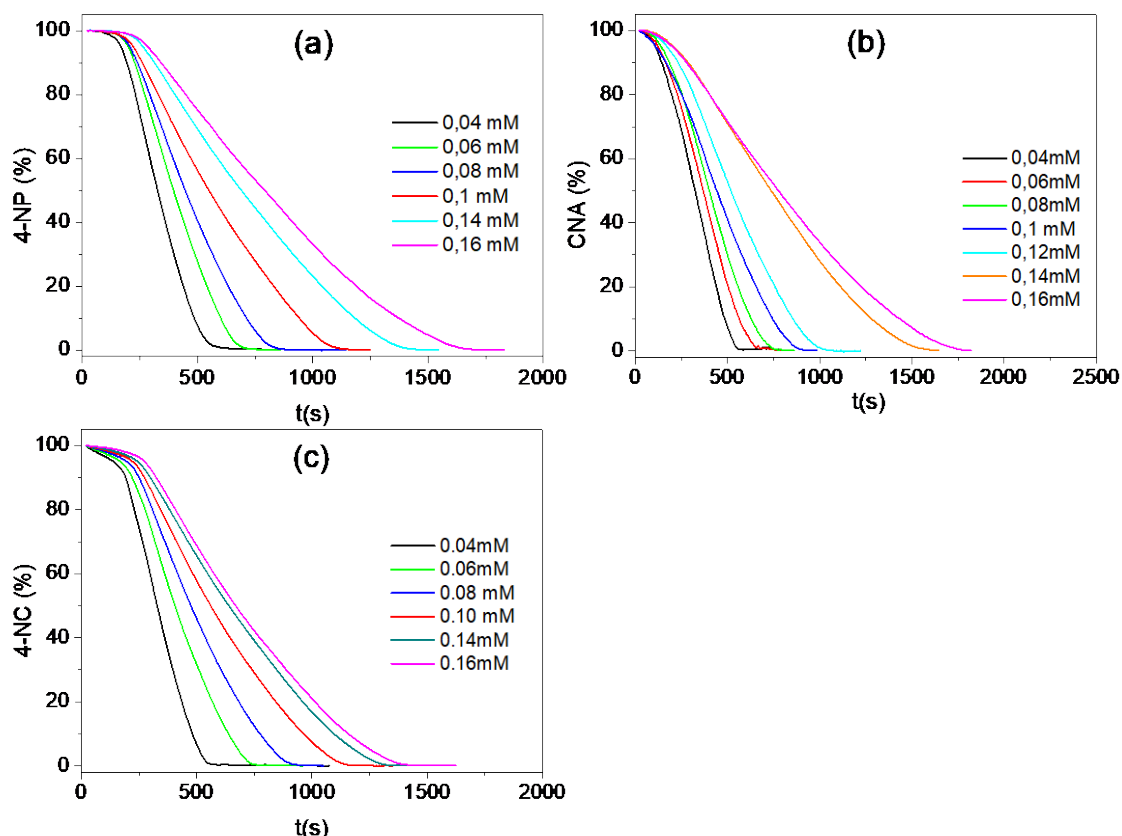 (a)
4-NP (%)
100
80
60
40
20
0
0,04 mM
0,06 mM
0,08 mM
0,1 mM
0,14 mM
0,16 mM
0 500 1000 1500 2000
t(s)
(b)
CNA (%)
100
80
60
40
20
0
0,04mM
0,06mM
0,08mM
0,1 mM
0,12mM
0,14mM
0,16mM
0 500 1000 1500 2000 2500
t(s)
(c)
4-NC (%)
100
80
60
40
20
0
0.04mM
0.06mM
0.08 mM
0.10 mM
0.14mM
0.16mM
0 500 1000 1500 2000
t(s)